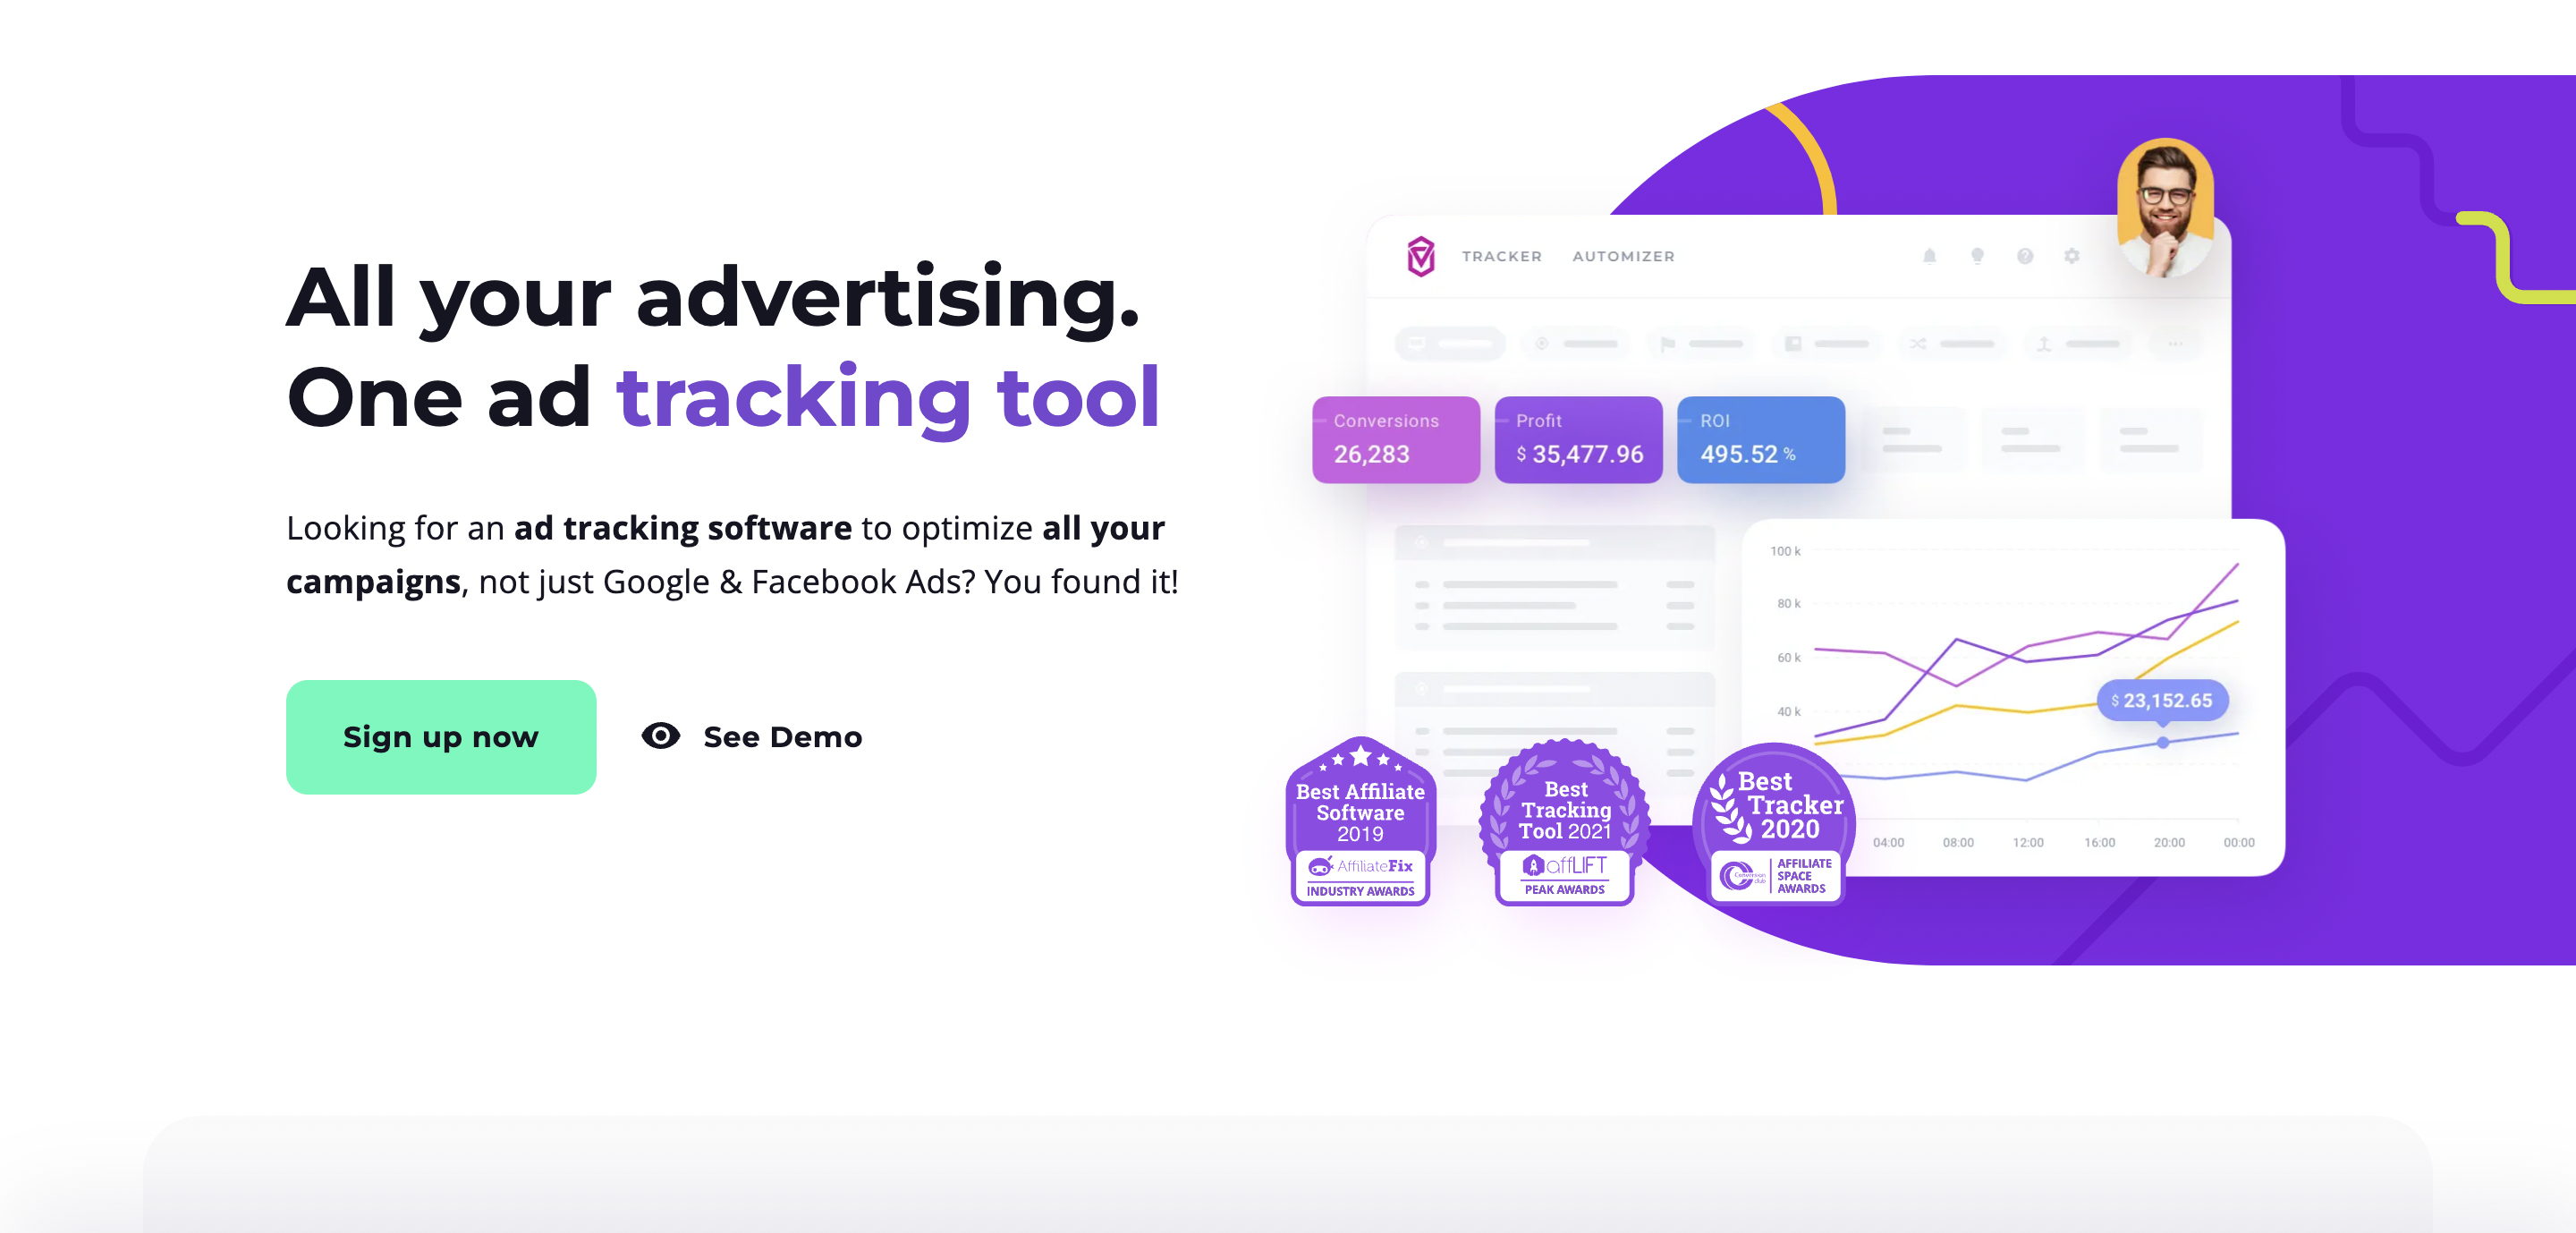 All your advertising.
One ad tracking tool
Looking for an ad tracking software to optimize all your
campaigns, not just Google & Facebook Ads? You found it!
Sign up now
See Demo
TRACKER AUTOMIZER
Conversions
26,283
Profit
$ 35,477.96
ROI
495.52 %
100 k
80 k
60 k
40 k
$ 23,152.65
04:00 08:00 12:00 16:00 20:00 00:00
Best Affiliate
Software
2019
AffiliateFix
INDUSTRY AWARDS
Best
Tracking
Tool 2021
affLIFT
PEAK AWARDS
Best
Tracker
2020
AFFILIATE
SPACE
AWARDS